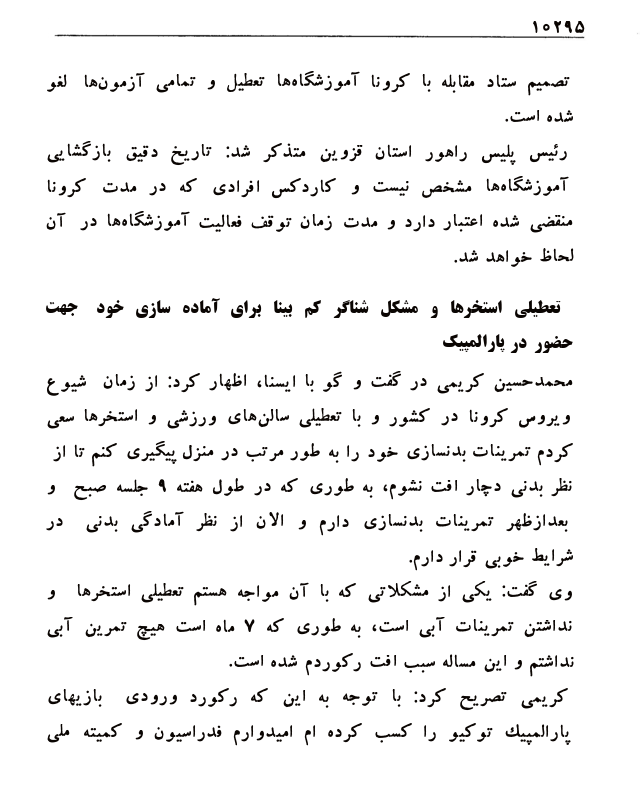 ۱۰۲۹۵
تصمیم ستاد مقابله با کرونا آموزشگاه‌ها تعطیل و تمامی آزمون‌ها لغو
شده است.
رئیس پلیس راهور استان قزوین متذکر شد: تاریخ دقیق بازگشایی
آموزشگاه‌ها مشخص نیست و کاردکس افرادی که در مدت کرونا
منقضی شده اعتبار دارد و مدت زمان توقف فعالیت آموزشگاه‌ها در آن
لحاظ خواهد شد.
تعطیلی استخرها و مشکل شناگر کم بینا برای آماده سازی خود جهت
حضور در پارالمپیک
محمدحسین کریمی در گفت و گو با ایسنا، اظهار کرد: از زمان شیوع
ویروس کرونا در کشور و با تعطیلی سالن‌های ورزشی و استخرها سعی
کردم تمرینات بدنسازی خود را به طور مرتب در منزل پیگیری کنم تا از
نظر بدنی دچار افت نشوم، به طوری که در طول هفته ۹ جلسه صبح و
بعدازظهر تمرینات بدنسازی دارم و الان از نظر آمادگی بدنی در
شرایط خوبی قرار دارم.
وی گفت: یکی از مشکلاتی که با آن مواجه هستم تعطیلی استخرها و
نداشتن تمرینات آبی است، به طوری که ۷ ماه است هیچ تمرین آبی
نداشتم و این مساله سبب افت رکوردم شده است.
کریمی تصریح کرد: با توجه به این که رکورد ورودی بازیهای
پارالمپیک توکیو را کسب کرده ام امیدوارم فدراسیون و کمیته ملی